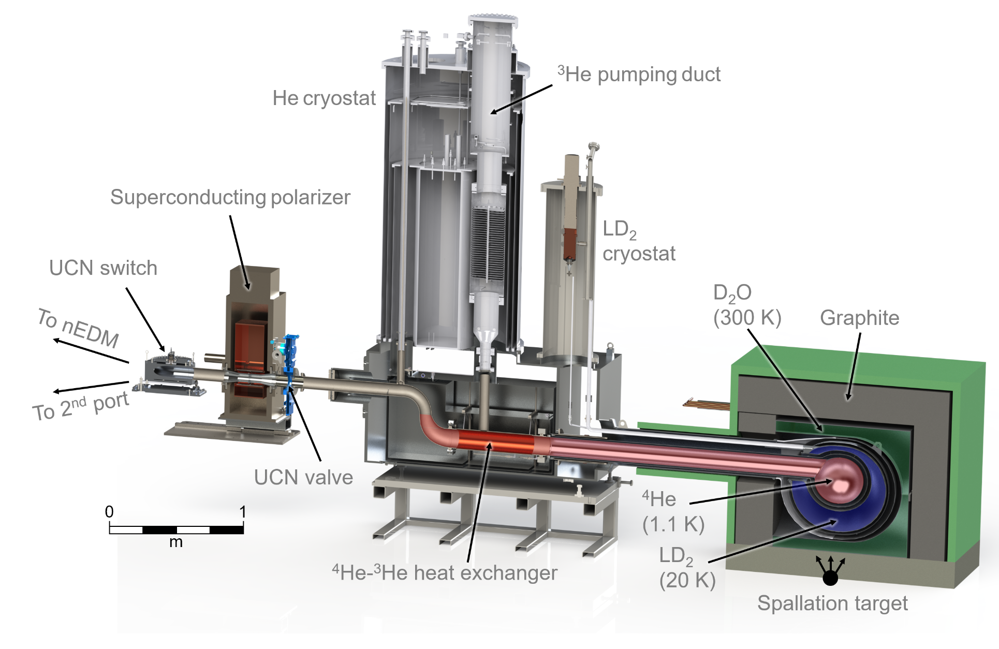 ³He pumping duct
He cryostat
Superconducting polarizer
LD₂
cryostat
UCN switch
D₂O
(300 K)
Graphite
To nEDM
To 2ⁿᵈ port
UCN valve
⁴He
(1.1 K)
0 1
m
LD₂
(20 K)
⁴He-³He heat exchanger
Spallation target